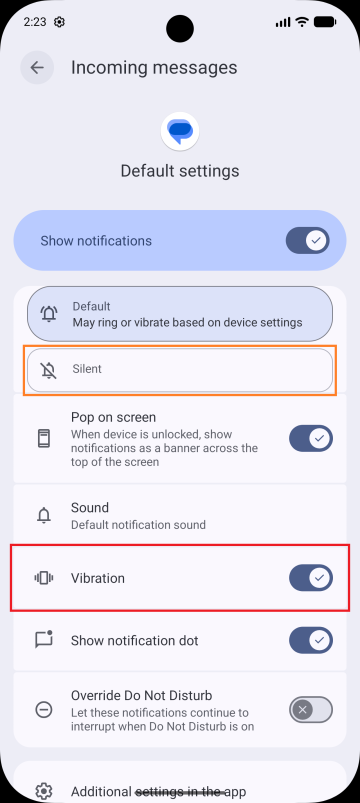 2:23
Incoming messages
Default settings
Show notifications
Default
May ring or vibrate based on device settings
Silent
Pop on screen
When device is unlocked, show
notifications as a banner across the
top of the screen
Sound
Default notification sound
Vibration
Show notification dot
Override Do Not Disturb
Let these notifications continue to
interrupt when Do Not Disturb is on
Additional settings in the app